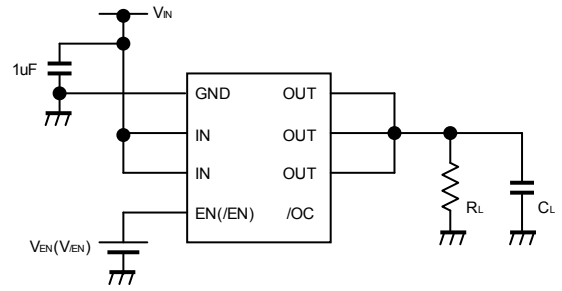 VIN
1uF
GND OUT
IN OUT
IN OUT
EN(/EN) /OC
VEN(V/EN)
RL
CL